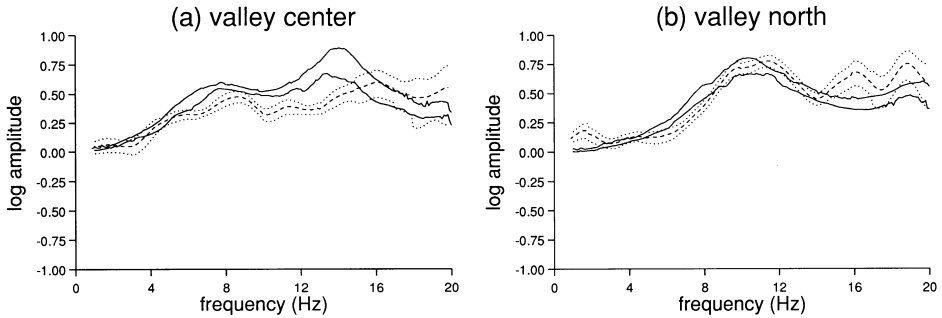 (a) valley center
log amplitude
1.00
0.75
0.50
0.25
0.00
-0.25
-0.50
-0.75
-1.00
0 4 8 12 16 20
frequency (Hz)
(b) valley north
log amplitude
1.00
0.75
0.50
0.25
0.00
-0.25
-0.50
-0.75
-1.00
0 4 8 12 16 20
frequency (Hz)